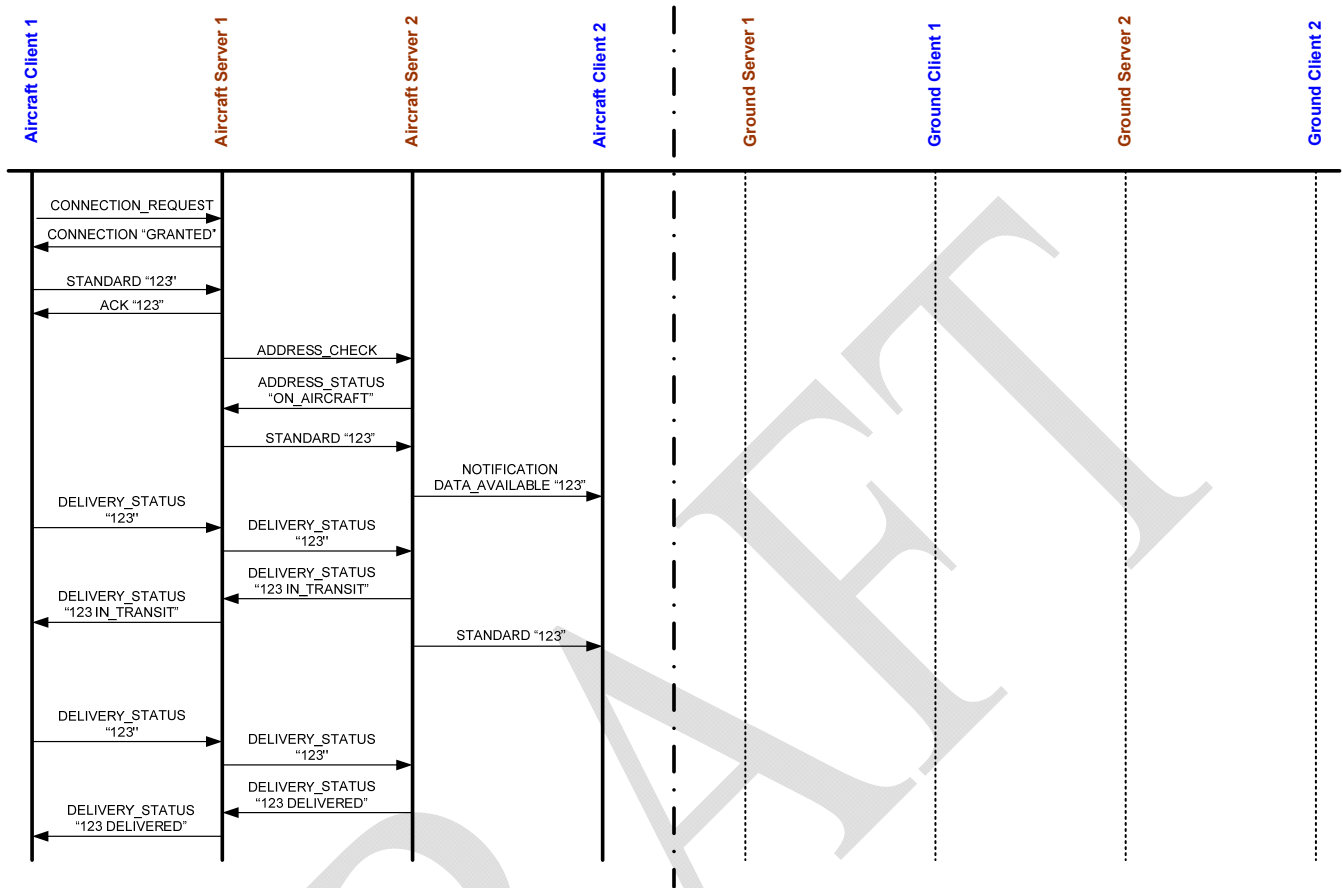 Aircraft Client 1
Aircraft Server 1
Aircraft Server 2
Aircraft Client 2
Ground Server 1
Ground Client 1
Ground Server 2
Ground Client 2
CONNECTION_REQUEST
CONNECTION “GRANTED”
STANDARD “123"
ACK “123”
ADDRESS_CHECK
ADDRESS_STATUS
“ON_AIRCRAFT”
STANDARD “123”
NOTIFICATION
DATA_AVAILABLE “123”
DELIVERY_STATUS
“123"
DELIVERY_STATUS
“123"
DELIVERY_STATUS
“123 IN_TRANSIT”
DELIVERY_STATUS
“123 IN_TRANSIT”
STANDARD “123”
DELIVERY_STATUS
“123"
DELIVERY_STATUS
“123"
DELIVERY_STATUS
“123 DELIVERED”
DELIVERY_STATUS
“123 DELIVERED”
RAFT